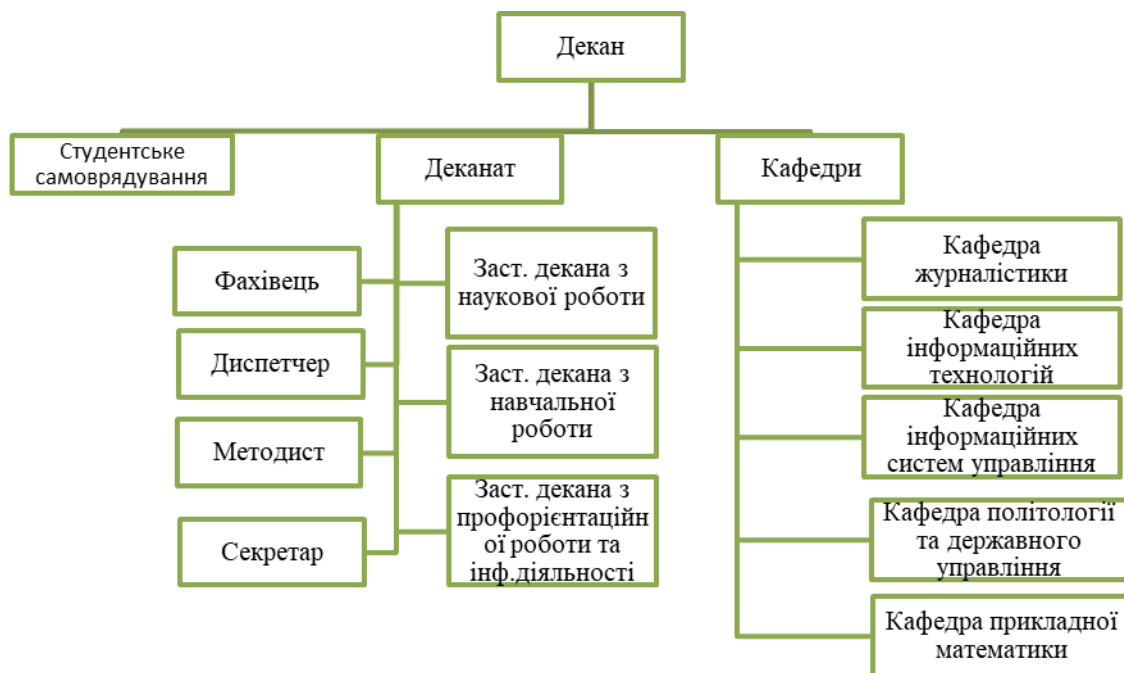 Декан
Студентське
самоврядування
Деканат
Кафедри
Фахівець
Диспетчер
Методист
Секретар
Заст. декана з
наукової роботи
Заст. декана з
навчальної
роботи
Заст. декана з
профорієнтаційн
ої роботи та
інф.діяльності
Кафедра
журналістики
Кафедра
інформаційних
технологій
Кафедра
інформаційних
систем управління
Кафедра політології
та державного
управління
Кафедра прикладної
математики